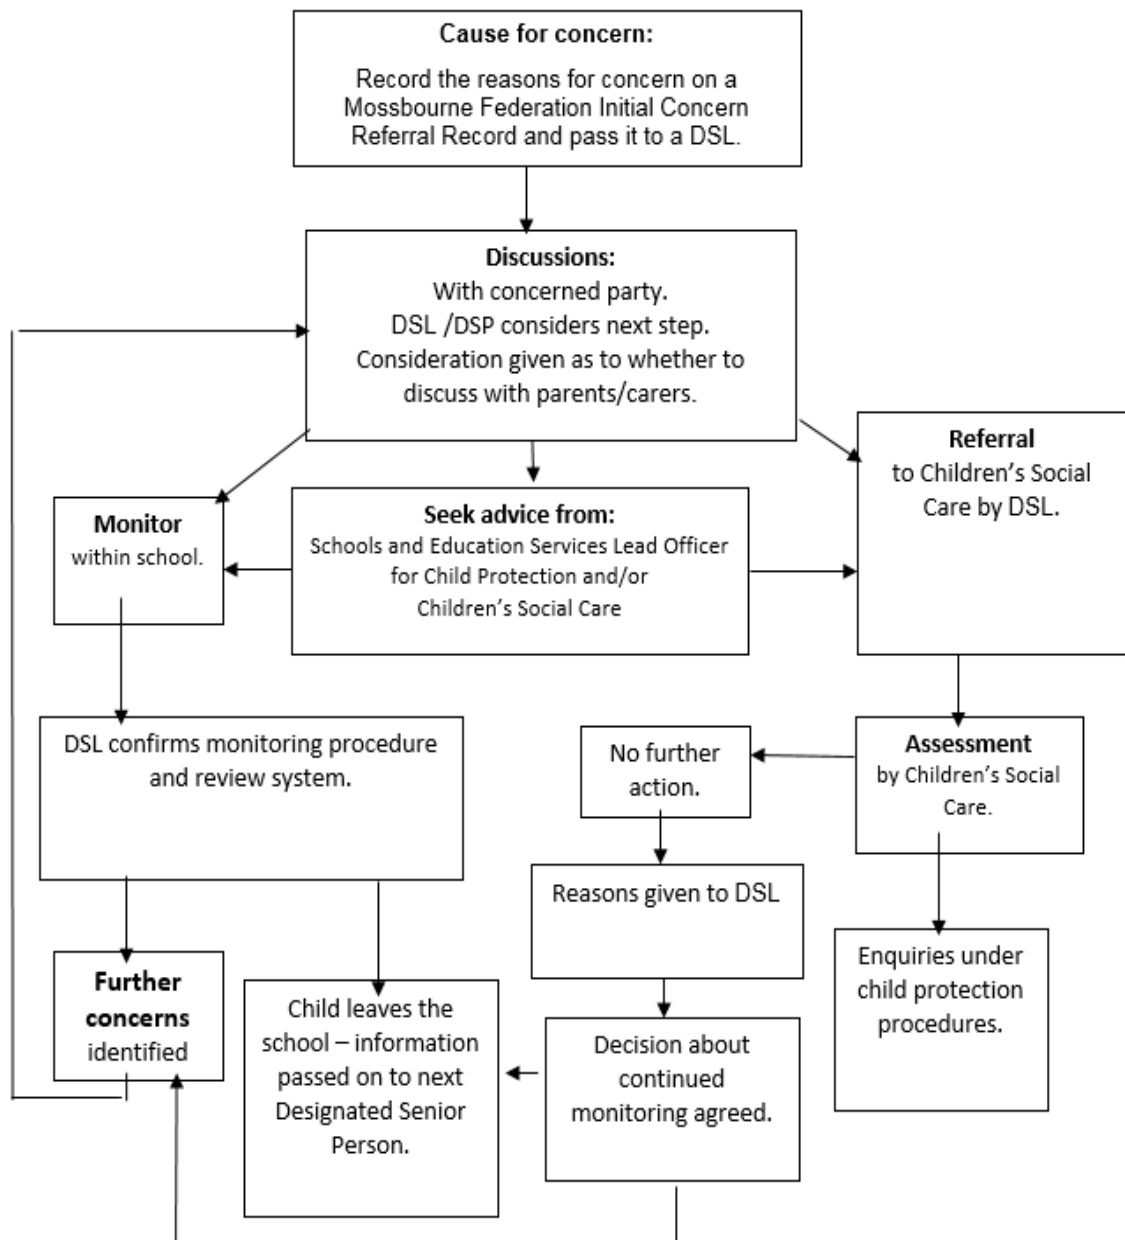 Cause for concern:
Record the reasons for concern on a
Mossbourne Federation Initial Concern
Referral Record and pass it to a DSL.
Discussions:
With concerned party.
DSL /DSP considers next step.
Consideration given as to whether to
discuss with parents/carers.
Referral
to Children's Social
Care by DSL.
Monitor
within school.
Seek advice from:
Schools and Education Services Lead Officer
for Child Protection and/or
Children's Social Care
DSL confirms monitoring procedure
and review system.
No further
action.
Assessment
by Children's Social
Care.
Reasons given to DSL
Enquiries under
child protection
procedures.
Further
concerns
identified
Child leaves the
school – information
passed on to next
Designated Senior
Person.
Decision about
continued
monitoring agreed.